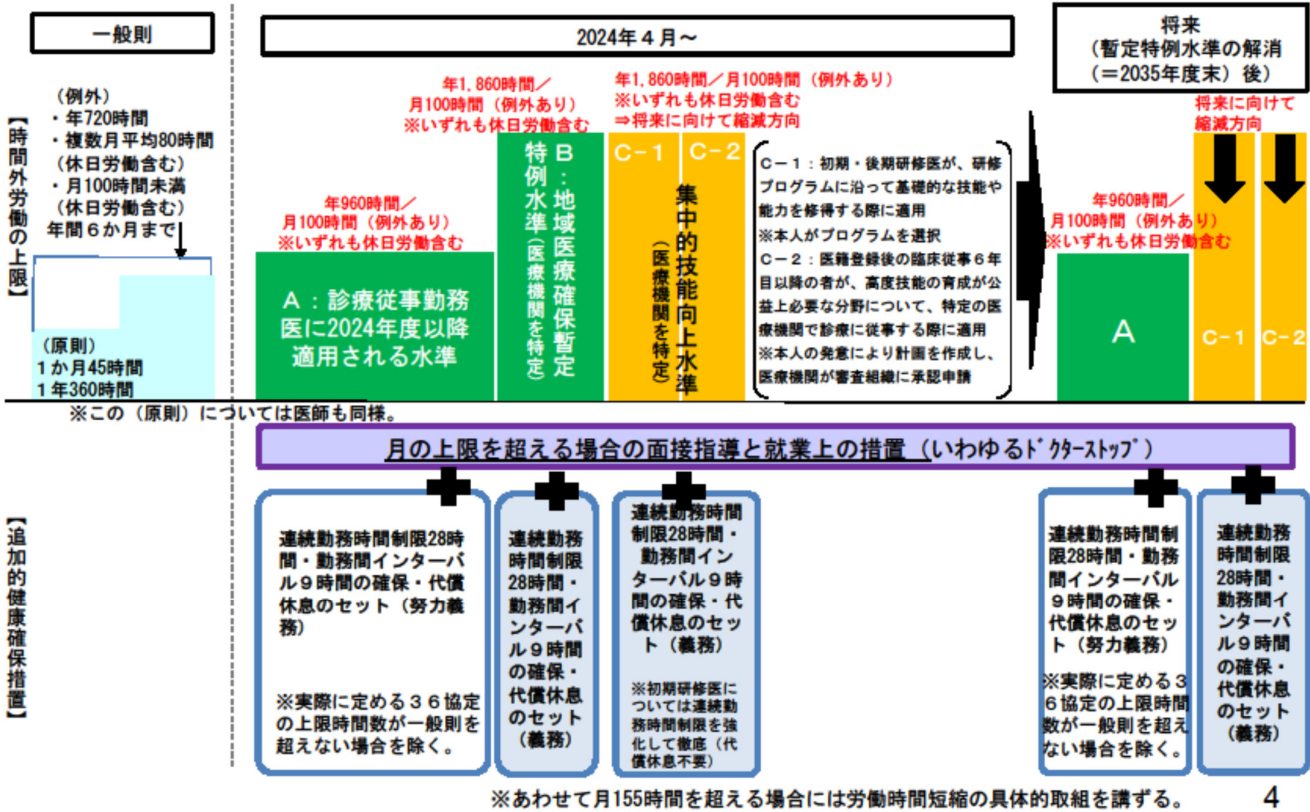 一般則
2024年４月～
将来
（暫定特例水準の解消
（＝2035年度末）後）
【時間外労働の上限】
（例外）
・年720時間
・複数月平均80時間
（休日労働含む）
・月100時間未満
（休日労働含む）
年間６か月まで
（原則）
１か月45時間
１年360時間
※この（原則）については医師も同様。
年960時間／
月100時間（例外あり）
※いずれも休日労働含む
Ａ：診療従事勤務
医に2024年度以降
適用される水準
年1,860時間／
月100時間（例外あり）
※いずれも休日労働含む
Ｂ：地域医療確保暫定
特例水準（医療機関を特定）
年1,860時間／月100時間（例外あり）
※いずれも休日労働含む
⇒将来に向けて縮減方向
Ｃ－１
Ｃ－２
集中的技能向上水準
（医療機関を特定）
Ｃ－１：初期・後期研修医が、研修
プログラムに沿って基礎的な技能や
能力を修得する際に適用
※本人がプログラムを選択
Ｃ－２：医籍登録後の臨床従事６年
目以降の者が、高度技能の育成が公
益上必要な分野について、特定の医
療機関で診療に従事する際に適用
※本人の発意により計画を作成し、
医療機関が審査組織に承認申請
年960時間／
月100時間（例外あり）
※いずれも休日労働含む
Ａ
将来に向けて
縮減方向
Ｃ－１
Ｃ－２
月の上限を超える場合の面接指導と就業上の措置（いわゆるﾄﾞｸﾀｰｽﾄｯﾌﾟ）
【追加的健康確保措置】
連続勤務時間制限28時
間・勤務間インターバ
ル９時間の確保・代償
休息のセット（努力義
務）
※実際に定める３６協定
の上限時間数が一般則を
超えない場合を除く。
連続勤務
時間制限
28時間・
勤務間イ
ンターバ
ル９時間
の確保・
代償休息
のセット
（義務）
連続勤務時間
制限28時間・
勤務間イン
ターバル９時
間の確保・代
償休息のセッ
ト（義務）
※初期研修医に
ついては連続勤
務時間制限を強
化して徹底（代
償休息不要）
連続勤務時間制
限28時間・勤務
間インターバル
９時間の確保・
代償休息のセッ
ト（努力義務）
※実際に定める３
６協定の上限時間
数が一般則を超え
ない場合を除く。
連続勤務
時間制限
28時間・
勤務間イ
ンターバ
ル９時間
の確保・
代償休息
のセット
（義務）
※あわせて月155時間を超える場合には労働時間短縮の具体的取組を講ずる。
4